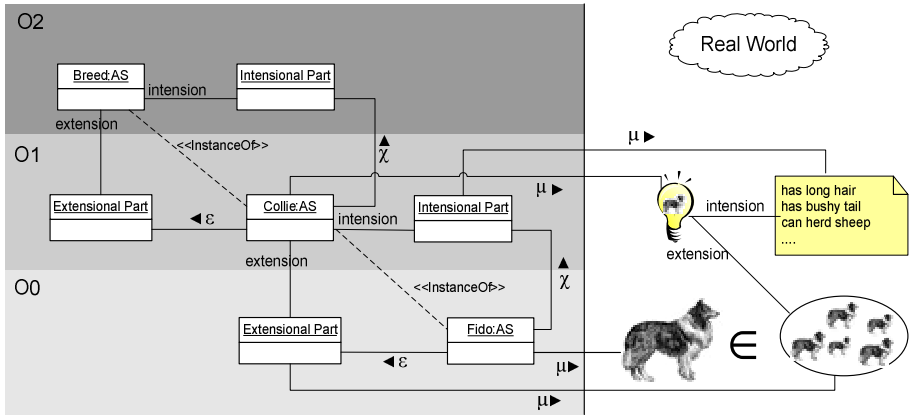 O2
Real World
Breed:AS
Intensional Part
intension
extension
<<InstanceOf>>
χ
μ
O1
μ
Extensional Part
ε
Collie:AS
intension
Intensional Part
intension
has long hair
has bushy tail
can herd sheep
....
extension
extension
χ
O0
<<InstanceOf>>
Extensional Part
Fido:AS
ε
μ
∈
μ